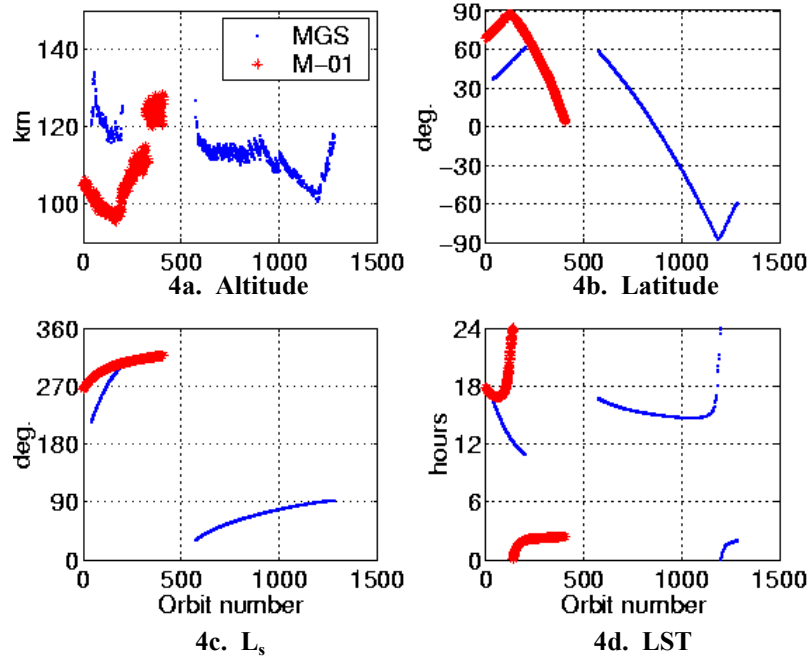 150
140
120
100
km
MGS
M-01
0 500 1000 1500
4a. Altitude
90
60
30
0
−30
−60
−90
deg.
0 500 1000 1500
4b. Latitude
360
270
180
90
0
deg.
0 500 1000 1500
Orbit number
4c. Ls
24
18
12
6
0
hours
0 500 1000 1500
Orbit number
4d. LST